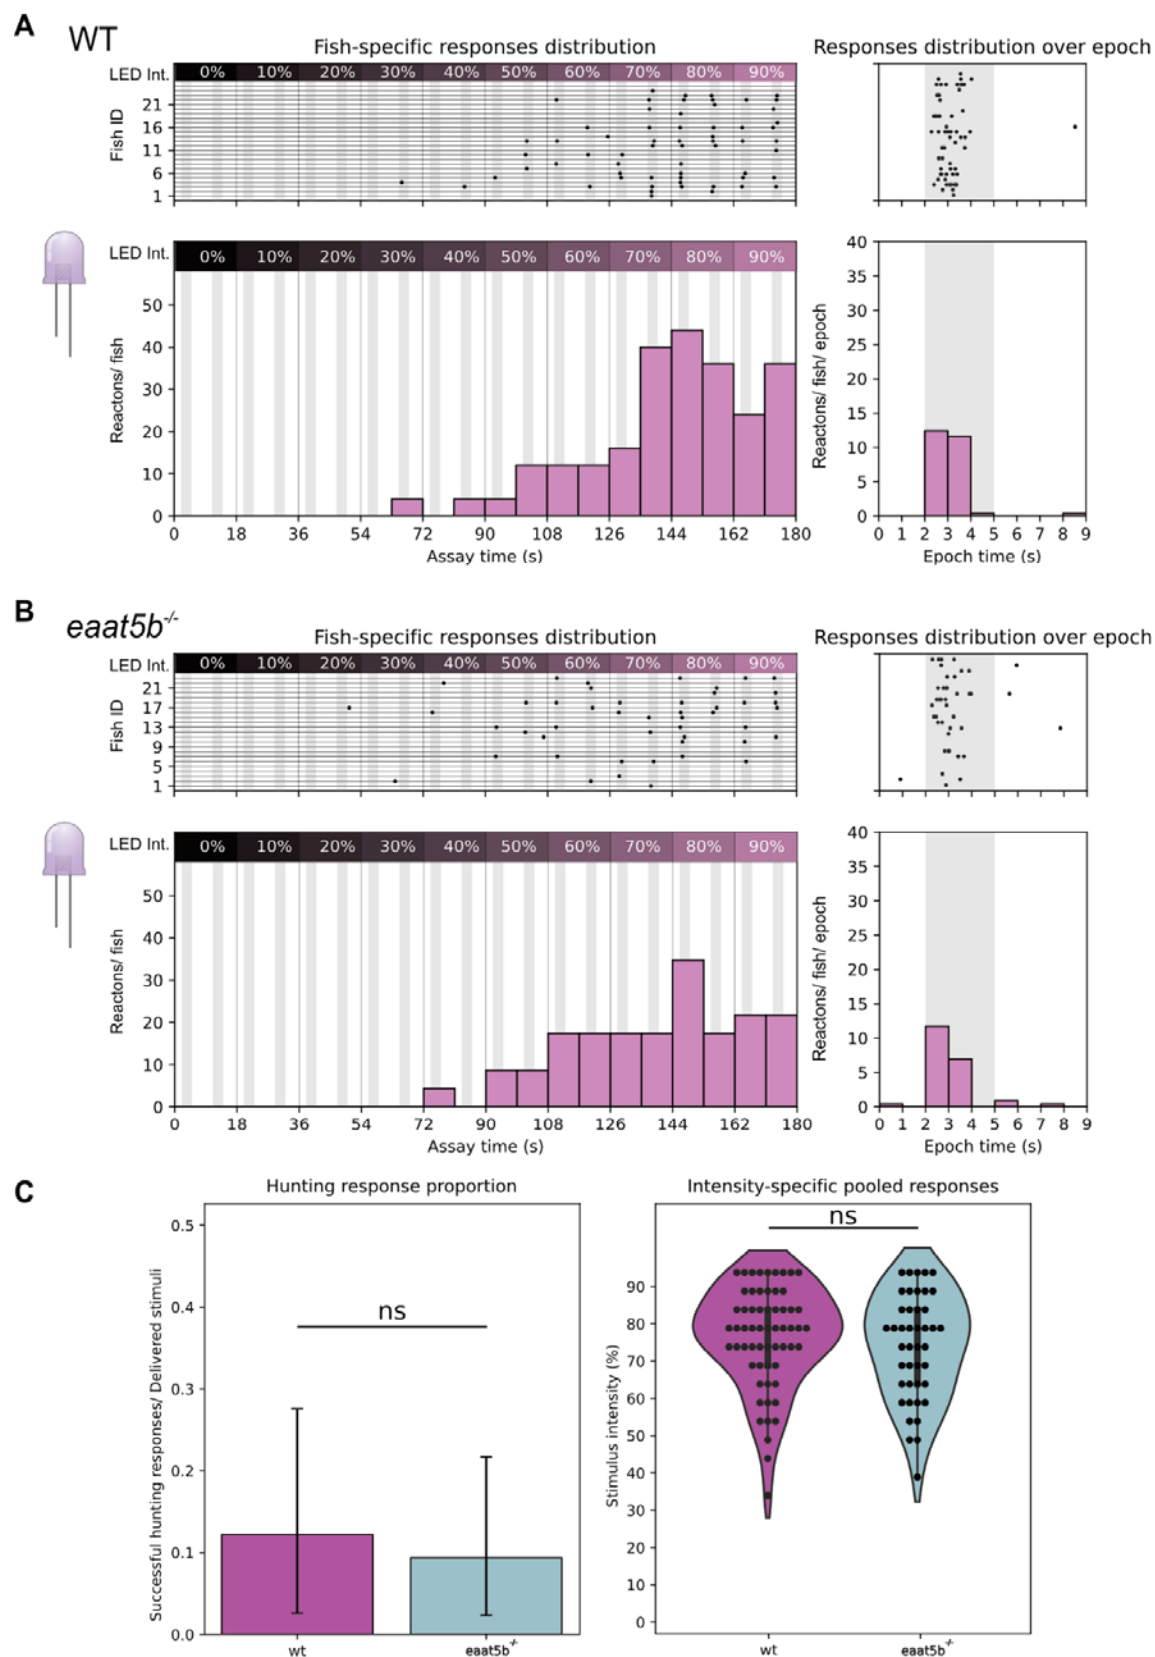 A
WT
Fish-specific responses distribution
Responses distribution over epoch
LED Int. 0% 10% 20% 30% 40% 50% 60% 70% 80% 90%
Fish ID
21
16
11
6
1
LED Int. 0% 10% 20% 30% 40% 50% 60% 70% 80% 90%
Reactons/ fish
50
40
30
20
10
0
0 18 36 54 72 90 108 126 144 162 180
Assay time (s)
Reactons/ fish/ epoch
40
35
30
25
20
15
10
5
0
0 1 2 3 4 5 6 7 8 9
Epoch time (s)
B
eaat5b-/-
Fish-specific responses distribution
Responses distribution over epoch
LED Int. 0% 10% 20% 30% 40% 50% 60% 70% 80% 90%
Fish ID
21
17
13
9
5
1
LED Int. 0% 10% 20% 30% 40% 50% 60% 70% 80% 90%
Reactons/ fish
50
40
30
20
10
0
0 18 36 54 72 90 108 126 144 162 180
Assay time (s)
Reactons/ fish/ epoch
40
35
30
25
20
15
10
5
0
0 1 2 3 4 5 6 7 8 9
Epoch time (s)
C
Hunting response proportion
Successful hunting responses/ Delivered stimuli
0.5
0.4
0.3
0.2
0.1
0.0
ns
wt eaat5b-/-
Intensity-specific pooled responses
Stimulus intensity (%)
90
80
70
60
50
40
30
20
10
0
ns
wt eaat5b-/-